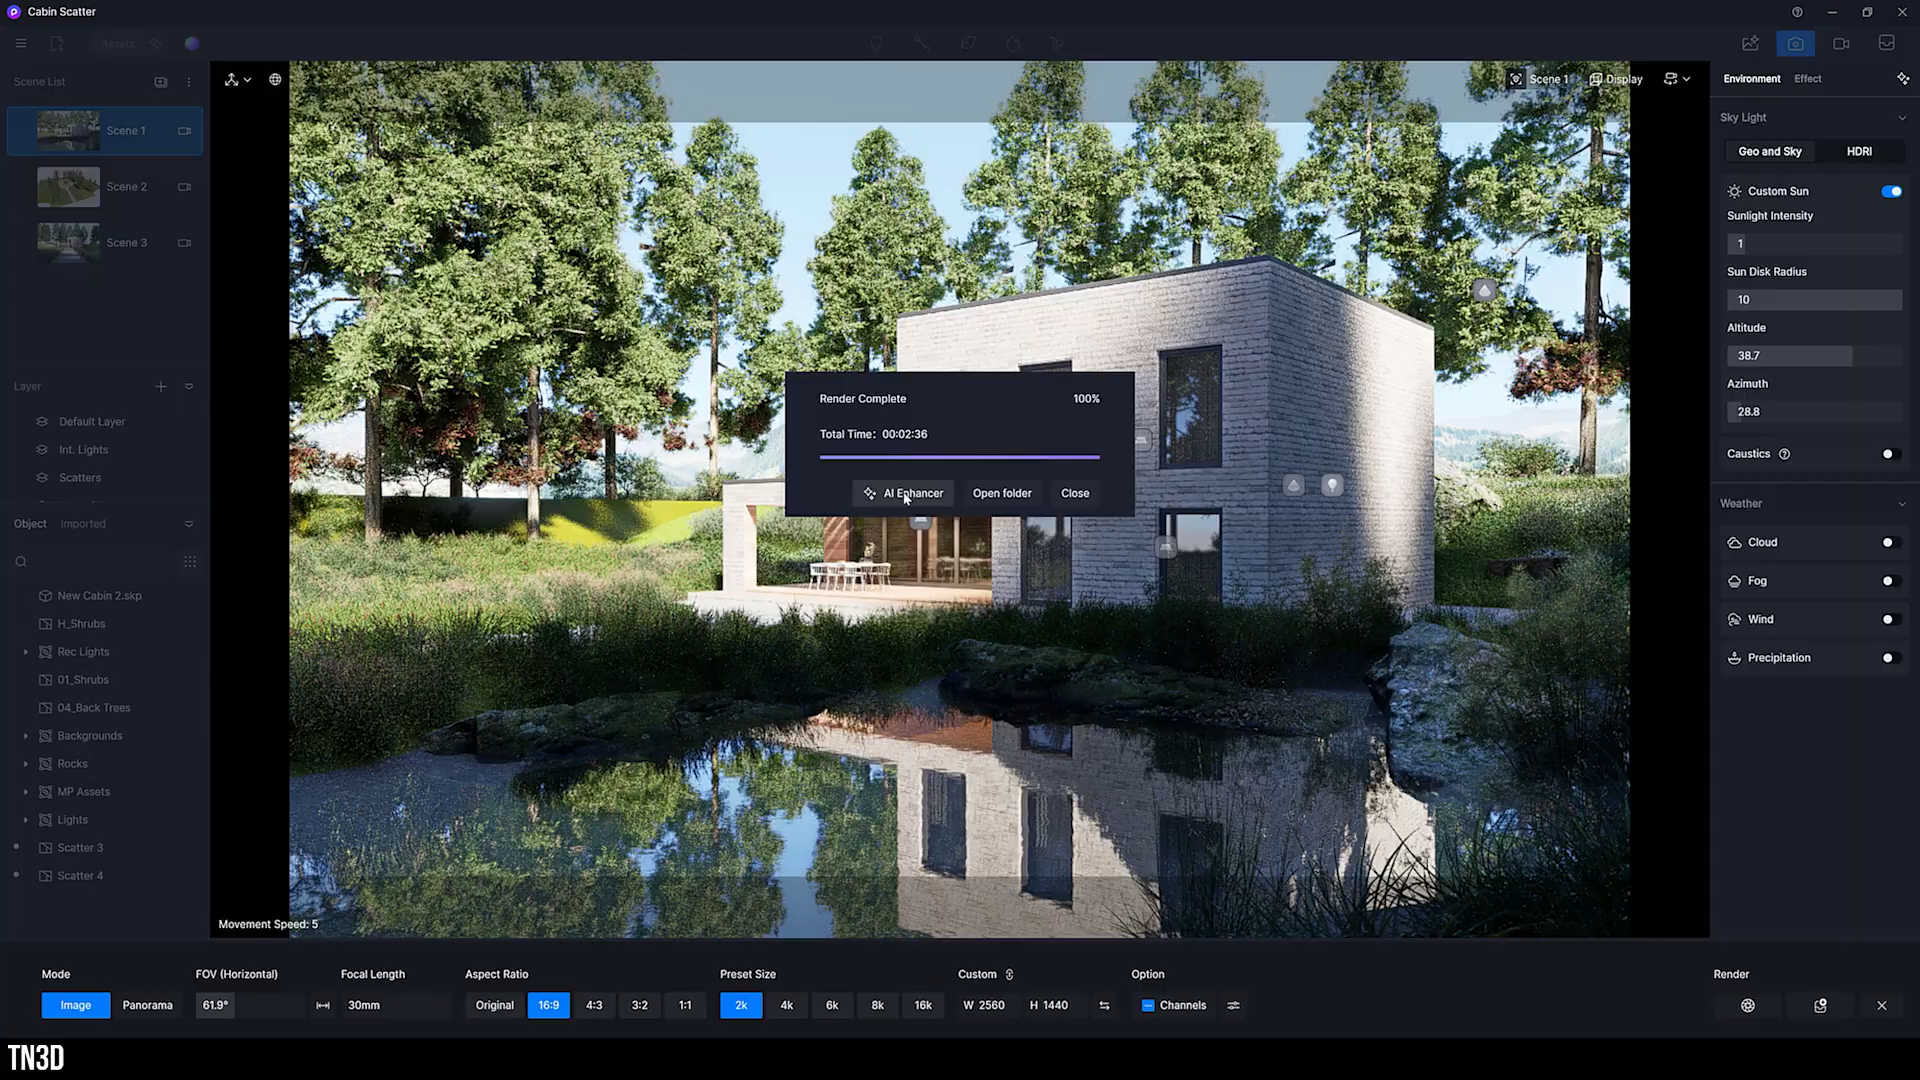 Cabin Scatter
Assets
Scene List
Scene 1
Scene 2
Scene 3
Layer
Default Layer
Int. Lights
Scatters
Object Imported
New Cabin 2.skp
H_Shrubs
Rec Lights
01_Shrubs
04_Back Trees
Backgrounds
Rocks
MP Assets
Lights
Scatter 3
Scatter 4
Scene 1 Display
Render Complete 100%
Total Time: 00:02:36
AI Enhancer Open folder Close
Movement Speed: 5
Environment Effect
Sky Light
Geo and Sky HDRI
Custom Sun
Sunlight Intensity
1
Sun Disk Radius
10
Altitude
38.7
Azimuth
28.8
Caustics
Weather
Cloud
Fog
Wind
Precipitation
Mode FOV (Horizontal) Focal Length Aspect Ratio Preset Size Custom Option Render
Image Panorama 61.9° 30mm Original 16:9 4:3 3:2 1:1 2k 4k 6k 8k 16k W 2560 H 1440 Channels
TN3D